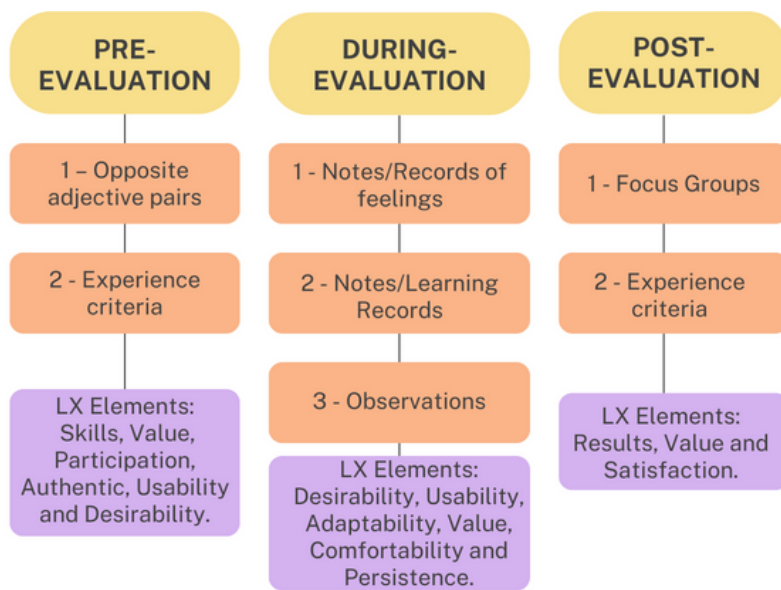 PRE-
EVALUATION
1 – Opposite
adjective pairs
2 - Experience
criteria
LX Elements:
Skills, Value,
Participation,
Authentic, Usability
and Desirability.
DURING-
EVALUATION
1 - Notes/Records of
feelings
2 - Notes/Learning
Records
3 - Observations
LX Elements:
Desirability, Usability,
Adaptability, Value,
Comfortability and
Persistence.
POST-
EVALUATION
1 - Focus Groups
2 - Experience
criteria
LX Elements:
Results, Value and
Satisfaction.